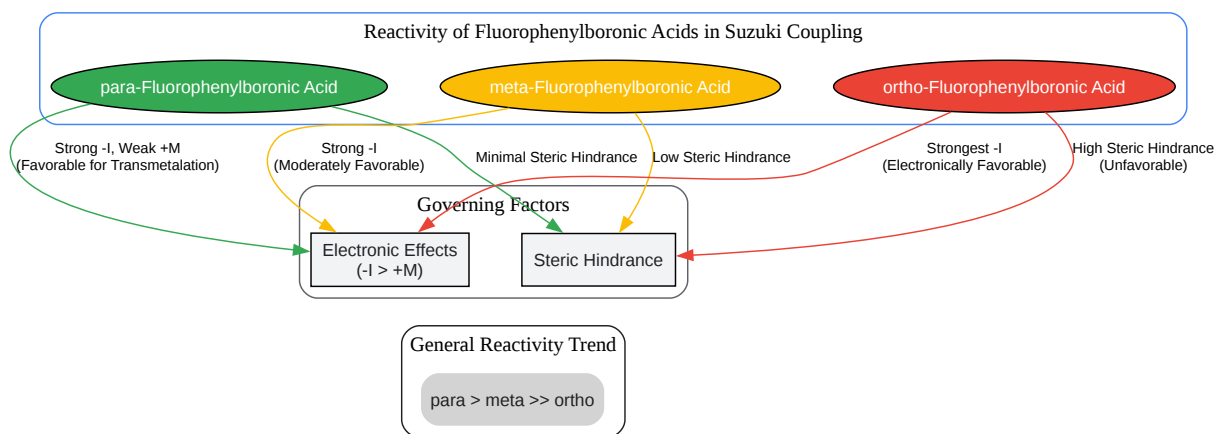 Reactivity of Fluorophenylboronic Acids in Suzuki Coupling
para-Fluorophenylboronic Acid
meta-Fluorophenylboronic Acid
ortho-Fluorophenylboronic Acid
Strong -I, Weak +M
(Favorable for Transmetalation)
Strong -I
(Moderately Favorable)
Minimal Steric Hindrance
Low Steric Hindrance
Strongest -I
(Electronically Favorable)
High Steric Hindrance
(Unfavorable)
Governing Factors
Electronic Effects
(-I > +M)
Steric Hindrance
General Reactivity Trend
para > meta >> ortho